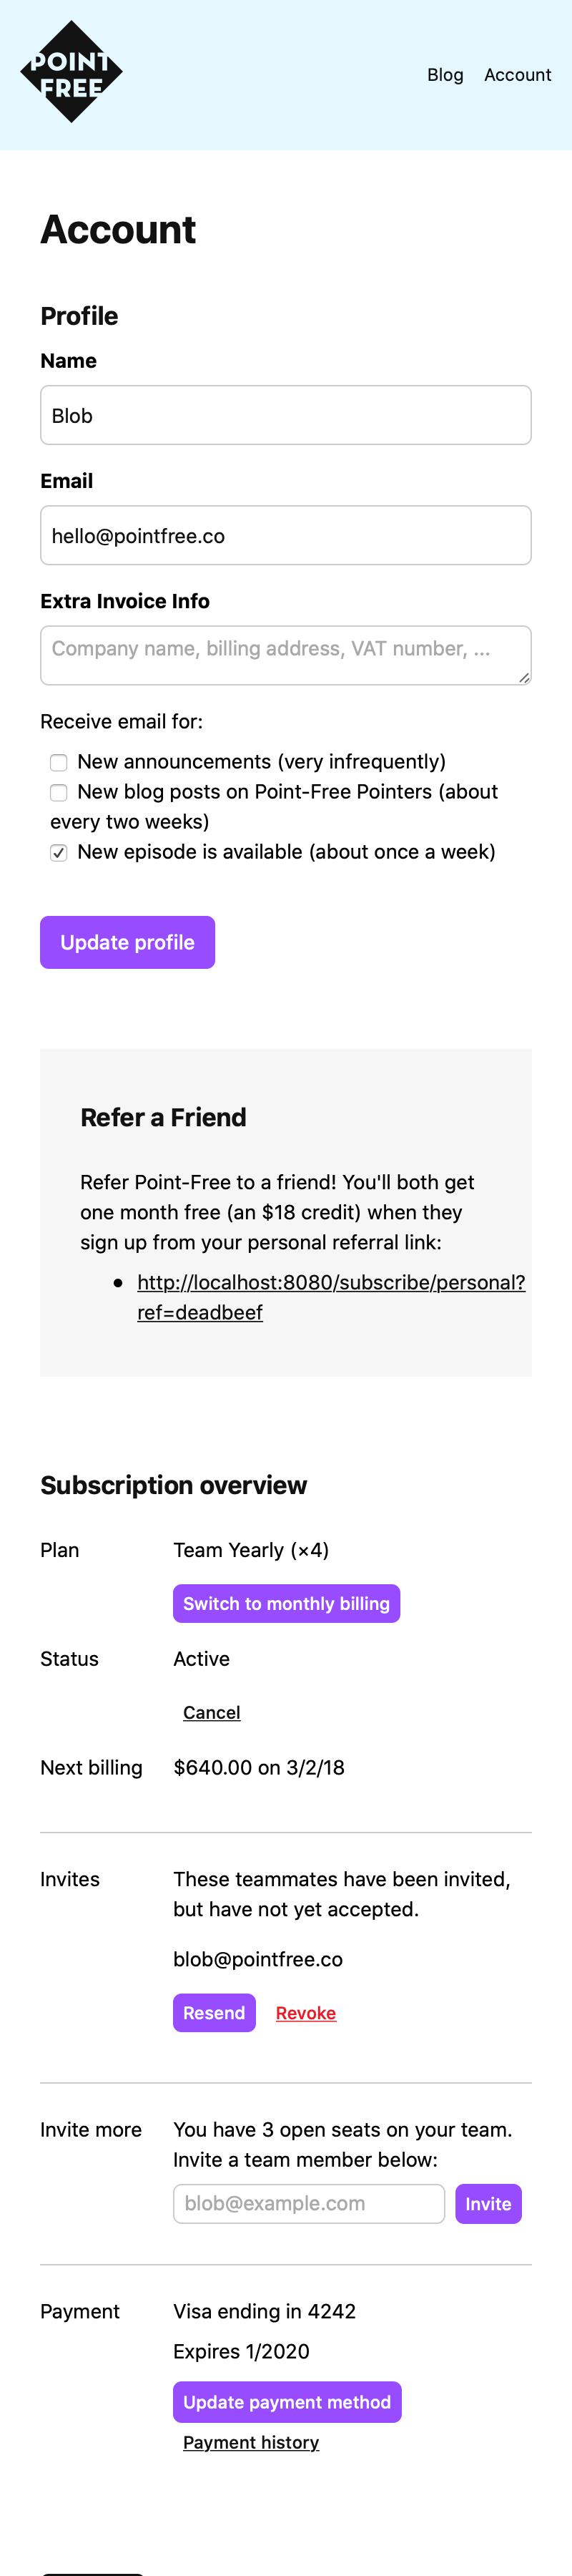 POINT
FREE
Blog
Account
Account
Profile
Name
Blob
Email
hello@pointfree.co
Extra Invoice Info
Company name, billing address, VAT number, ...
Receive email for:
New announcements (very infrequently)
New blog posts on Point-Free Pointers (about
every two weeks)
New episode is available (about once a week)
Update profile
Refer a Friend
Refer Point-Free to a friend! You'll both get
one month free (an $18 credit) when they
sign up from your personal referral link:
http://localhost:8080/subscribe/personal?
ref=deadbeef
Subscription overview
Plan
Team Yearly (×4)
Switch to monthly billing
Status
Active
Cancel
Next billing
$640.00 on 3/2/18
Invites
These teammates have been invited,
but have not yet accepted.
blob@pointfree.co
Resend
Revoke
Invite more
You have 3 open seats on your team.
Invite a team member below:
blob@example.com
Invite
Payment
Visa ending in 4242
Expires 1/2020
Update payment method
Payment history